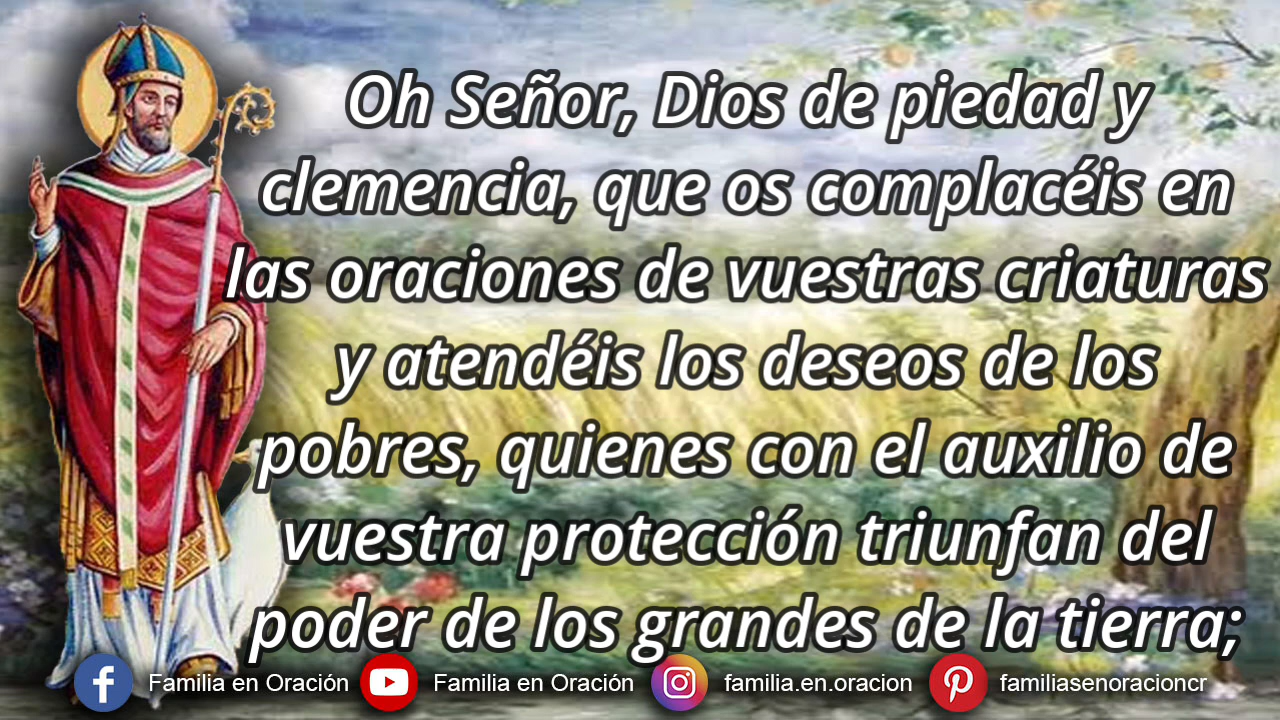 Oh Señor, Dios de piedad y
clemencia, que os complacéis en
las oraciones de vuestras criaturas
y atendéis los deseos de los
pobres, quienes con el auxilio de
vuestra protección triunfan del
poder de los grandes de la tierra;
Familia en Oración Familia en Oración familia.en.oracion familiasenoracioncr